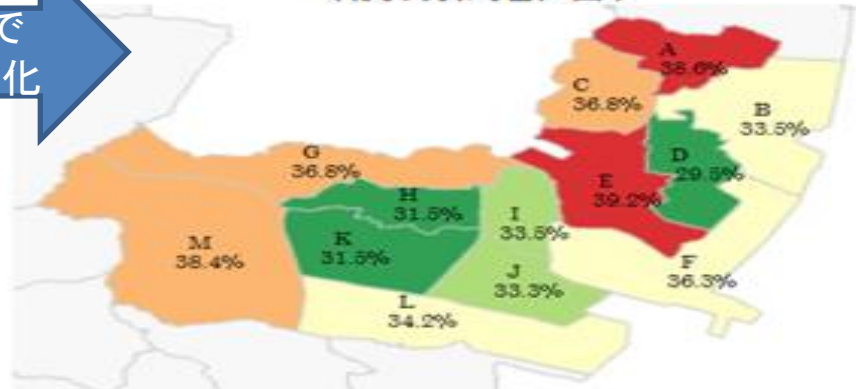 で
化
A
38.6%
C
36.8%
B
33.5%
D
29.5%
G
36.8%
E
39.2%
H
31.5%
I
33.5%
M
38.4%
K
31.5%
F
36.3%
J
33.3%
L
34.2%